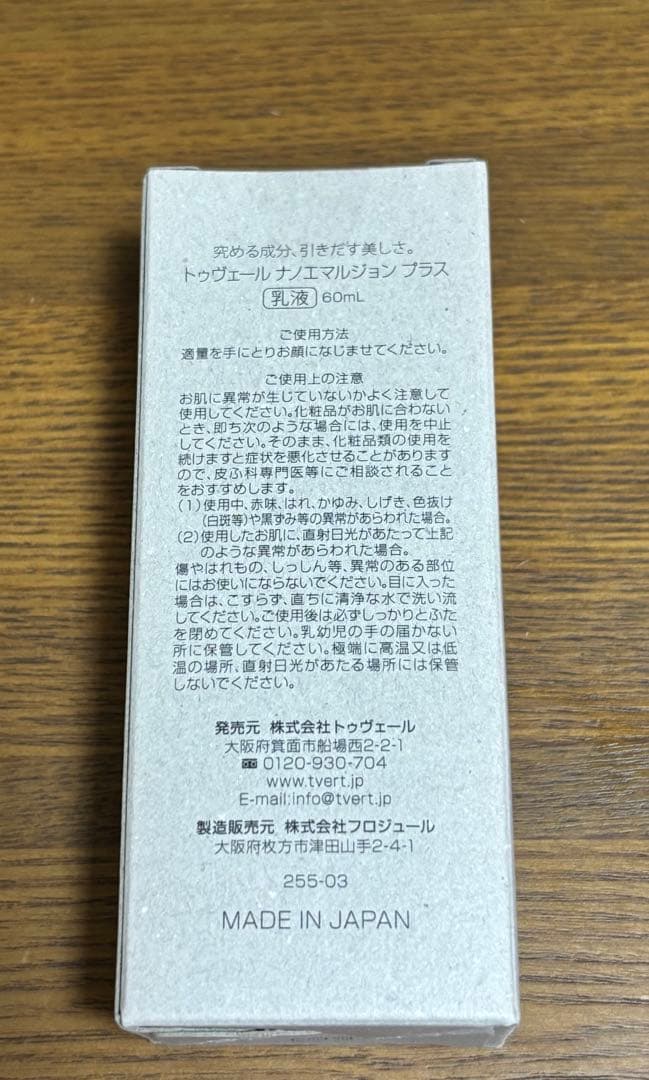 究める成分、引きだす美しさ。
トゥヴェール ナノエマルジョン プラス
乳液 60mL
ご使用方法
適量を手にとりお顔になじませてください。
ご使用上の注意
お肌に異常が生じていないかよく注意して
使用してください。化粧品がお肌に合わない
とき、即ち次のような場合には、使用を中止
してください。そのまま、化粧品類の使用を
続けますと症状を悪化させることがあります
ので、皮ふ科専門医等にご相談されること
をおすすめします。
(1)使用中、赤味、はれ、かゆみ、しげき、色抜け
(白斑等)や黒ずみ等の異常があらわれた場合。
(2)使用したお肌に、直射日光があたって上記
のような異常があらわれた場合。
傷やはれもの、しっしん等、異常のある部位
にはお使いにならないでください。目に入った
場合は、こすらず、直ちに清浄な水で洗い流
してください。ご使用後は必ずしっかりとふた
を閉めてください。乳幼児の手の届かない
所に保管してください。極端に高温又は低
温の場所、直射日光があたる場所には保管
しないでください。
発売元 株式会社トゥヴェール
大阪府箕面市船場西2-2-1
0120-930-704
www.tvert.jp
E-mail:info@tvert.jp
製造販売元 株式会社フロジュール
大阪府枚方市津田山手2-4-1
255-03
MADE IN JAPAN